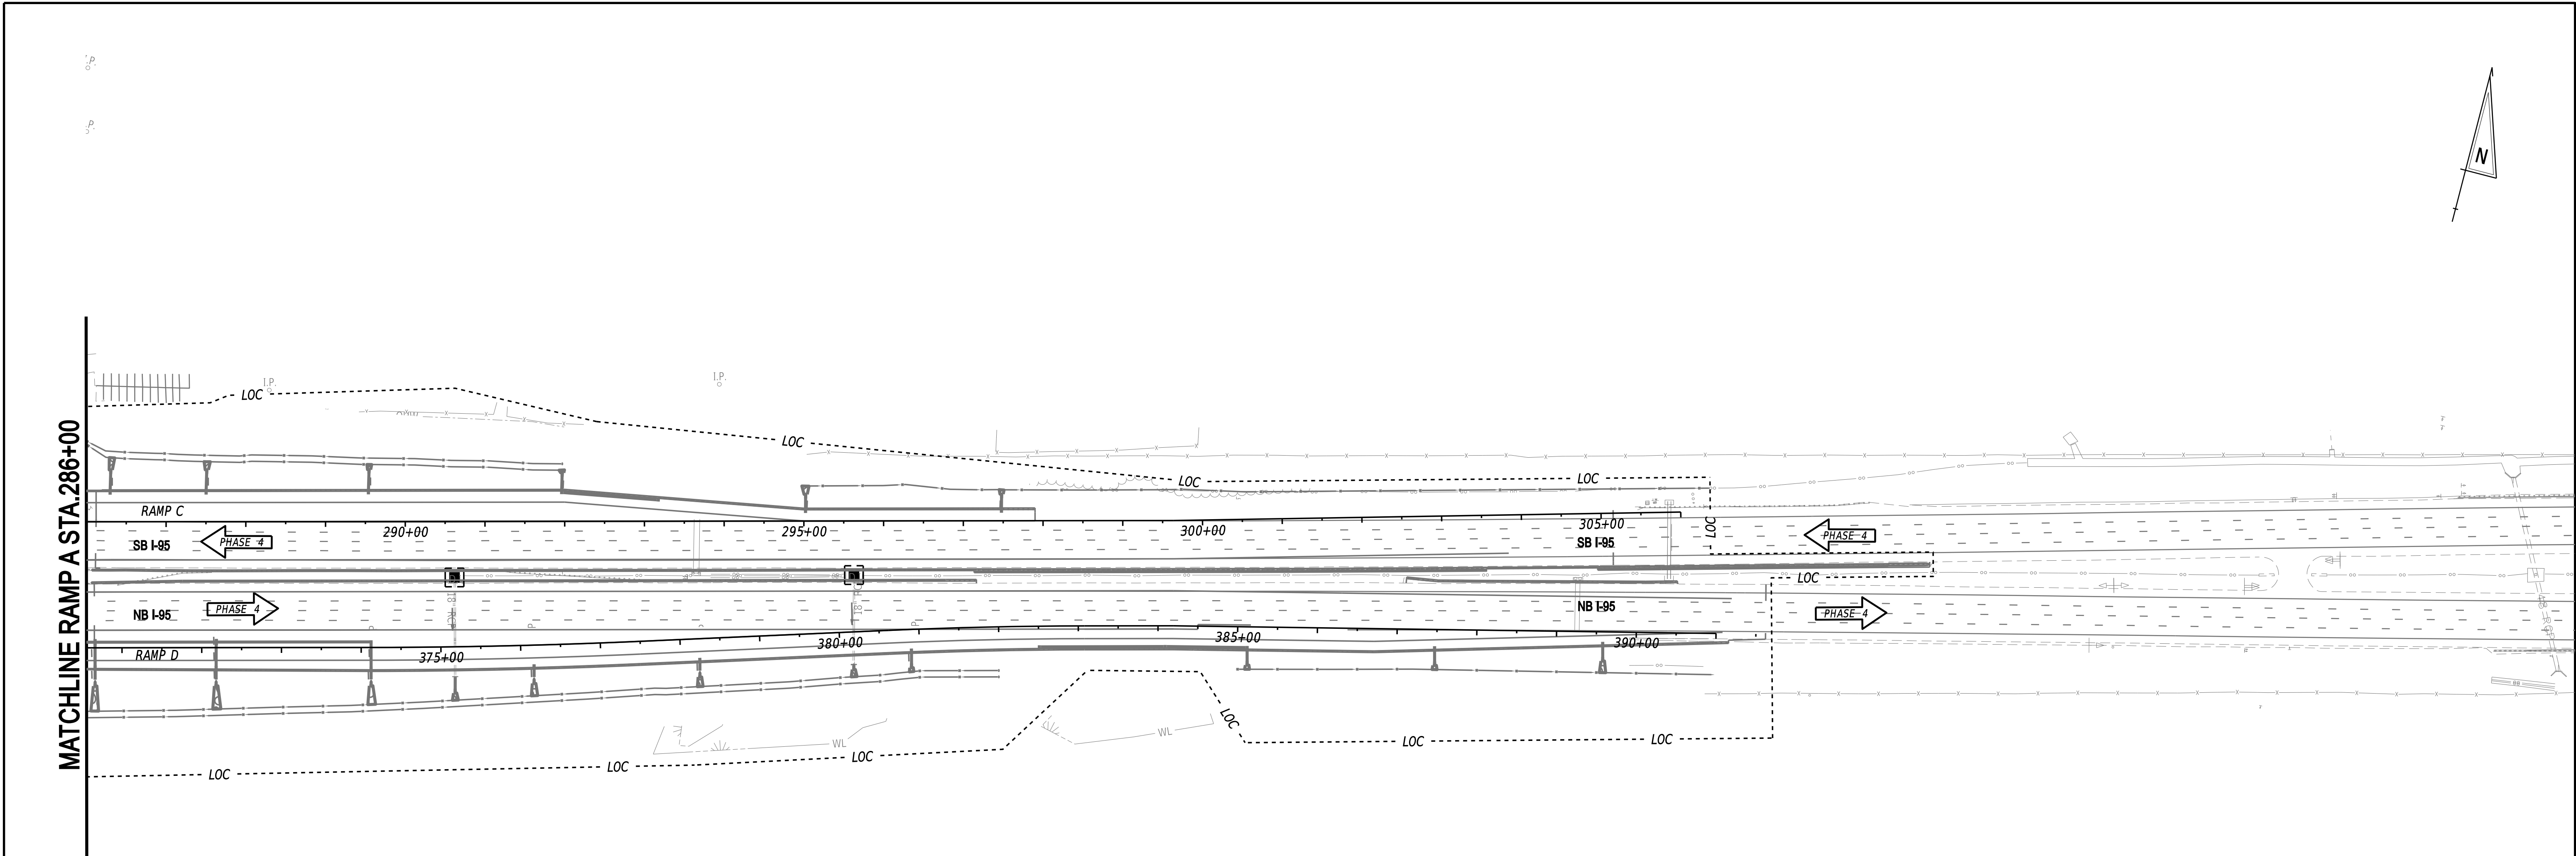 N
I.P.
I.P.
LOC
LOC
LOC
LOC
LOC
MATCHLINE RAMP A STA.286+00
RAMP C
290+00
295+00
300+00
305+00
SB I-95
PHASE 4
SB I-95
PHASE 4
LOC
NB I-95
PHASE 4
18" RCP
NB I-95
PHASE 4
RAMP D
375+00
380+00
385+00
390+00
LOC
WL
WL
LOC
LOC
LOC
LOC
LOC